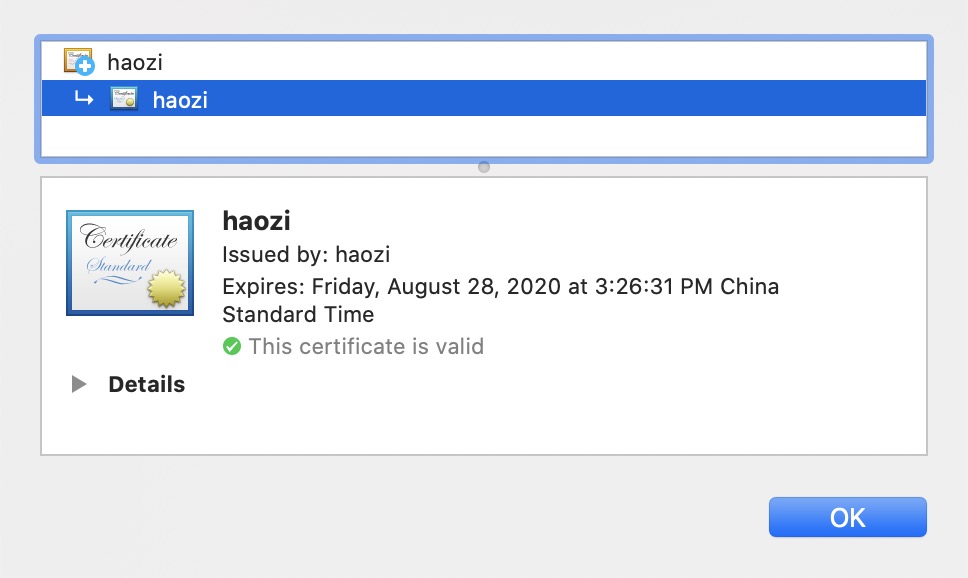 haozi
haozi
Certificate
Standard
haozi
Issued by: haozi
Expires: Friday, August 28, 2020 at 3:26:31 PM China
Standard Time
This certificate is valid
Details
OK